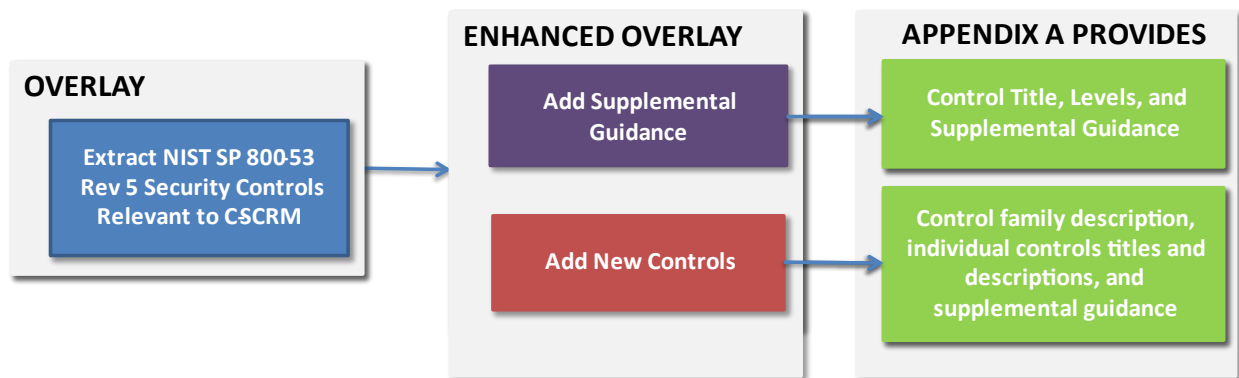 OVERLAY
Extract NIST SP 800-53
Rev 5 Security Controls
Relevant to C-SCRM
ENHANCED OVERLAY
Add Supplemental
Guidance
Add New Controls
APPENDIX A PROVIDES
Control Title, Levels, and
Supplemental Guidance
Control family description,
individual controls titles and
descriptions, and
supplemental guidance